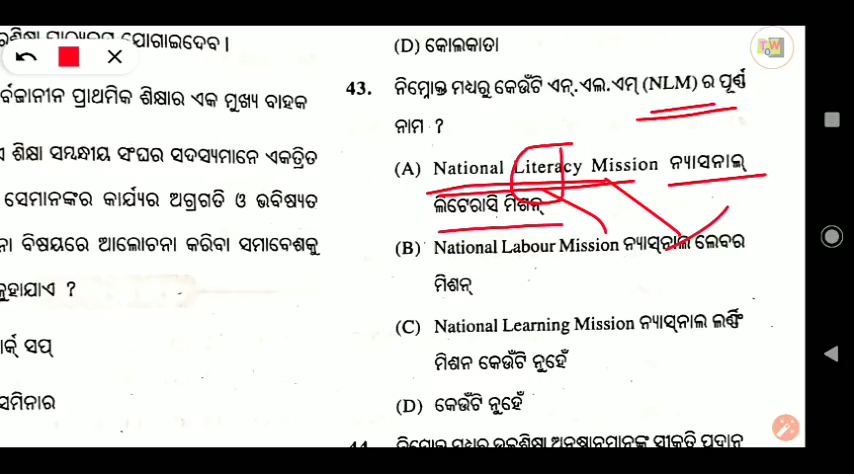 ଯୋଗାଇଦେବ।
ର୍ବଜାନୀନ ପ୍ରାଥମିକ ଶିକ୍ଷାର ଏକ ମୁଖ୍ୟ ବାହକ
ଏ ଶିକ୍ଷା ସମ୍ବନ୍ଧୀୟ ସଂଘର ସଦସ୍ୟମାନେ ଏକତ୍ରିତ
ସେମାନଙ୍କର କାର୍ଯ୍ୟର ଅଗ୍ରଗତି ଓ ଭବିଷ୍ୟତ
ନା ବିଷୟରେ ଆଲୋଚନା କରିବା ସମାବେଶକୁ
କୁହାଯାଏ ?
ାର୍କ୍ ସପ୍
ସମିନାର
(D) କୋଲକାତା
43. ନିମ୍ନୋକ୍ତ ମଧ୍ୟରୁ କେଉଁଟି ଏନ୍.ଏଲ.ଏମ୍ (NLM) ର ପୂର୍ଣ୍ଣ
ନାମ ?
(A) National Literacy Mission ନ୍ୟାସନାଲ୍
ଲିଟେରାସି ମିଶନ୍
(B) National Labour Mission ନ୍ୟାସ୍‌ନାଲ ଲେବର
ମିଶନ୍
(C) National Learning Mission ନ୍ୟାସ୍‌ନାଲ ଲର୍ଣ୍ଣିଂ
ମିଶନ କେଉଁଟି ନୁହେଁ
(D) କେଉଁଟି ନୁହେଁ